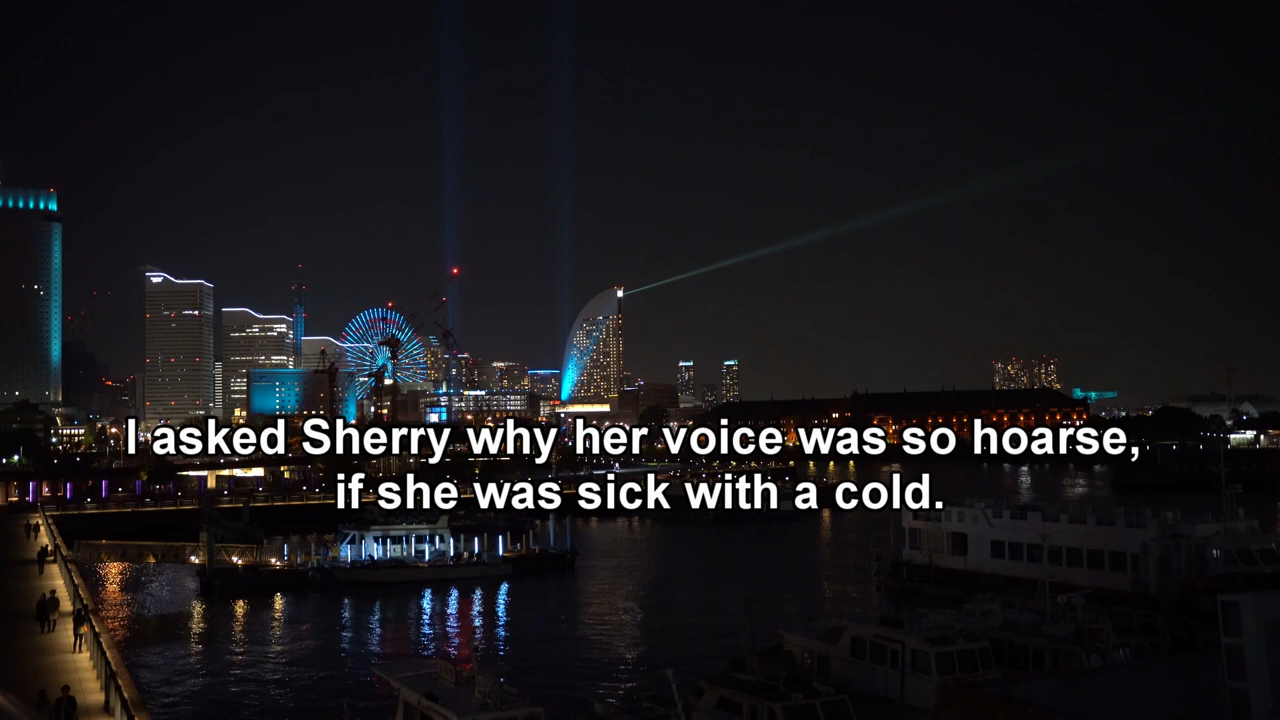 I asked Sherry why her voice was so hoarse,
if she was sick with a cold.